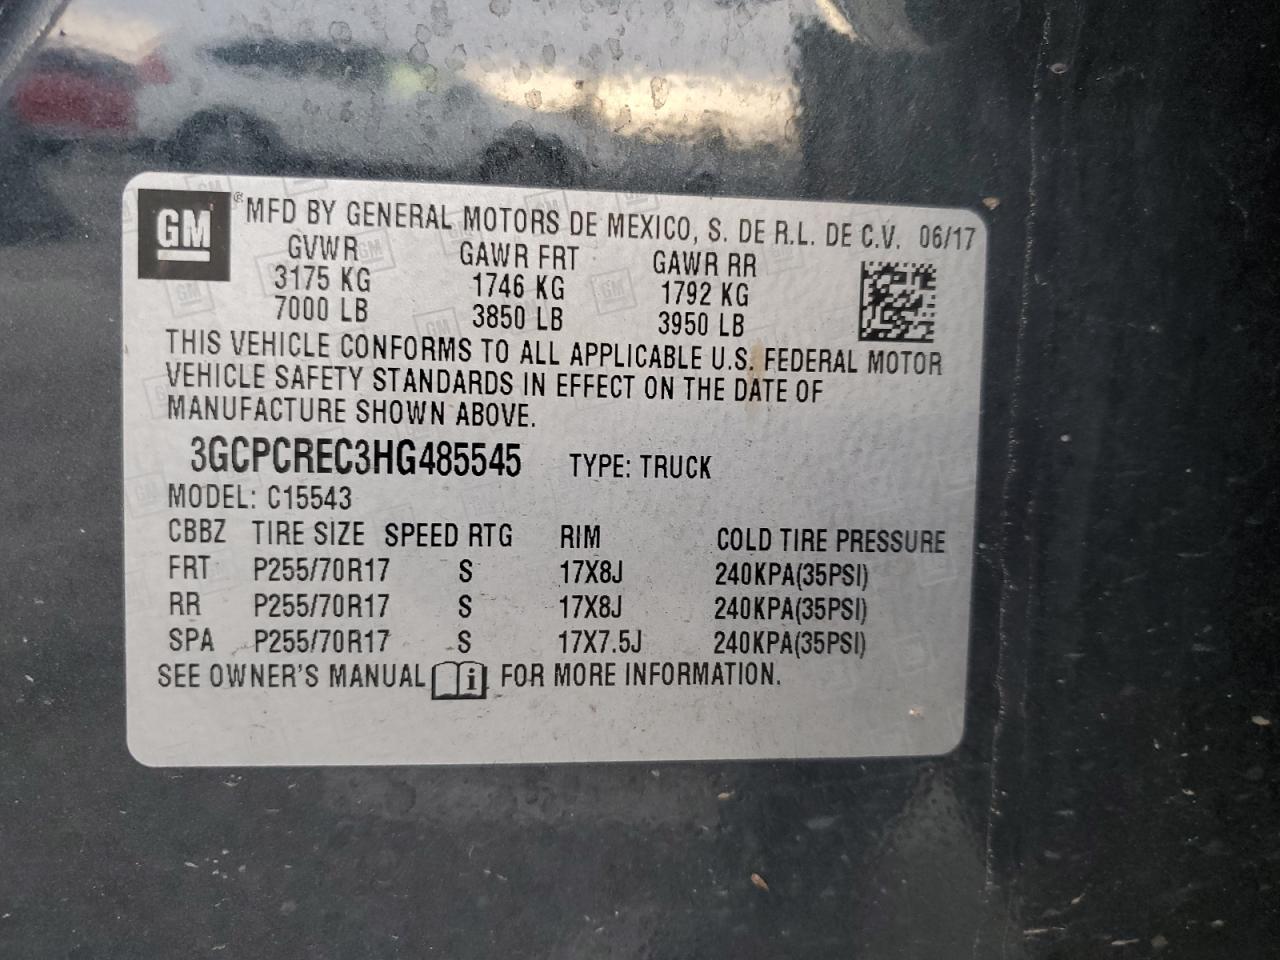 GM ® MFD BY GENERAL MOTORS DE MEXICO, S. DE R.L. DE C.V. 06/17
GVWR GAWR FRT GAWR RR
3175 KG 1746 KG 1792 KG
7000 LB 3850 LB 3950 LB
THIS VEHICLE CONFORMS TO ALL APPLICABLE U.S. FEDERAL MOTOR
VEHICLE SAFETY STANDARDS IN EFFECT ON THE DATE OF
MANUFACTURE SHOWN ABOVE.
3GCPCREC3HG485545 TYPE: TRUCK
MODEL: C15543
CBBZ TIRE SIZE SPEED RTG RIM COLD TIRE PRESSURE
FRT P255/70R17 S 17X8J 240KPA(35PSI)
RR P255/70R17 S 17X8J 240KPA(35PSI)
SPA P255/70R17 S 17X7.5J 240KPA(35PSI)
SEE OWNER'S MANUAL i FOR MORE INFORMATION.